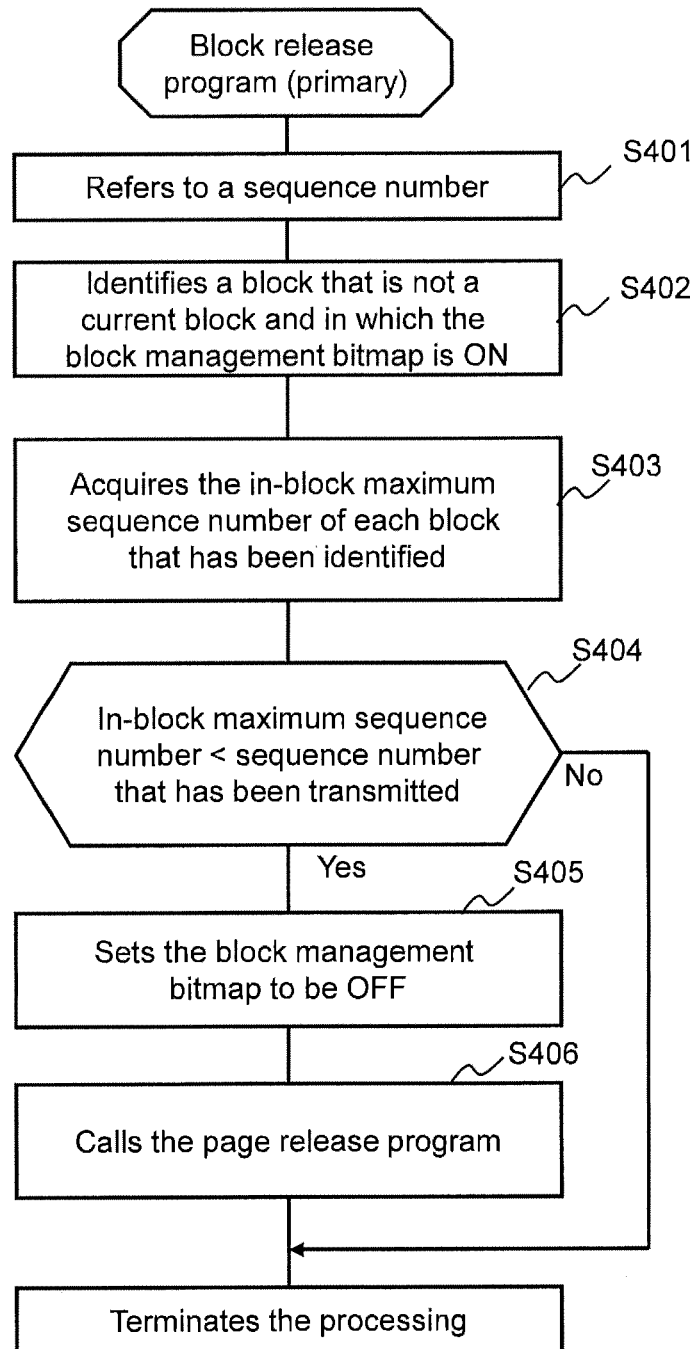 Block release
program (primary)
S401
Refers to a sequence number
S402
Identifies a block that is not a
current block and in which the
block management bitmap is ON
S403
Acquires the in-block maximum
sequence number of each block
that has been identified
S404
In-block maximum sequence
number < sequence number
that has been transmitted
No
Yes
S405
Sets the block management
bitmap to be OFF
S406
Calls the page release program
Terminates the processing